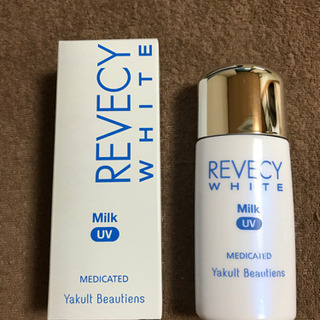 REVECY
WHITE
Milk
UV
MEDICATED
Yakult Beautiens
REVECY
WHITE
Milk
UV
MEDICATED
Yakult Beautiens